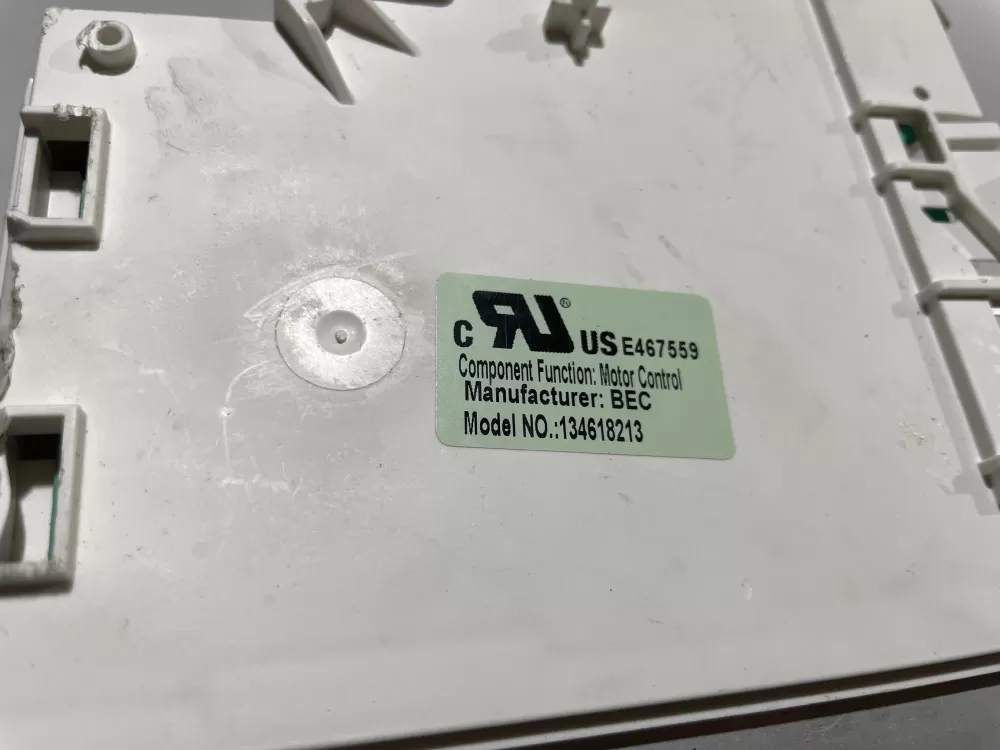 c RU ® US E467559
Component Function: Motor Control
Manufacturer: BEC
Model NO.:134618213